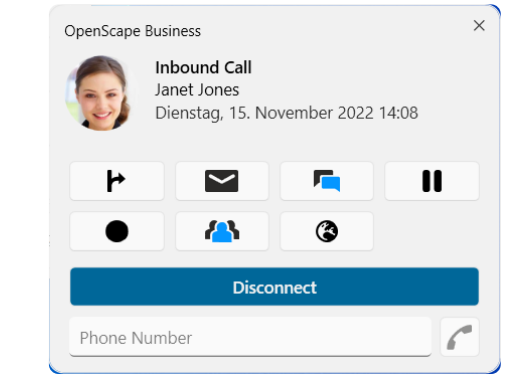 OpenScape Business
Inbound Call
Janet Jones
Dienstag, 15. November 2022 14:08
Disconnect
Phone Number